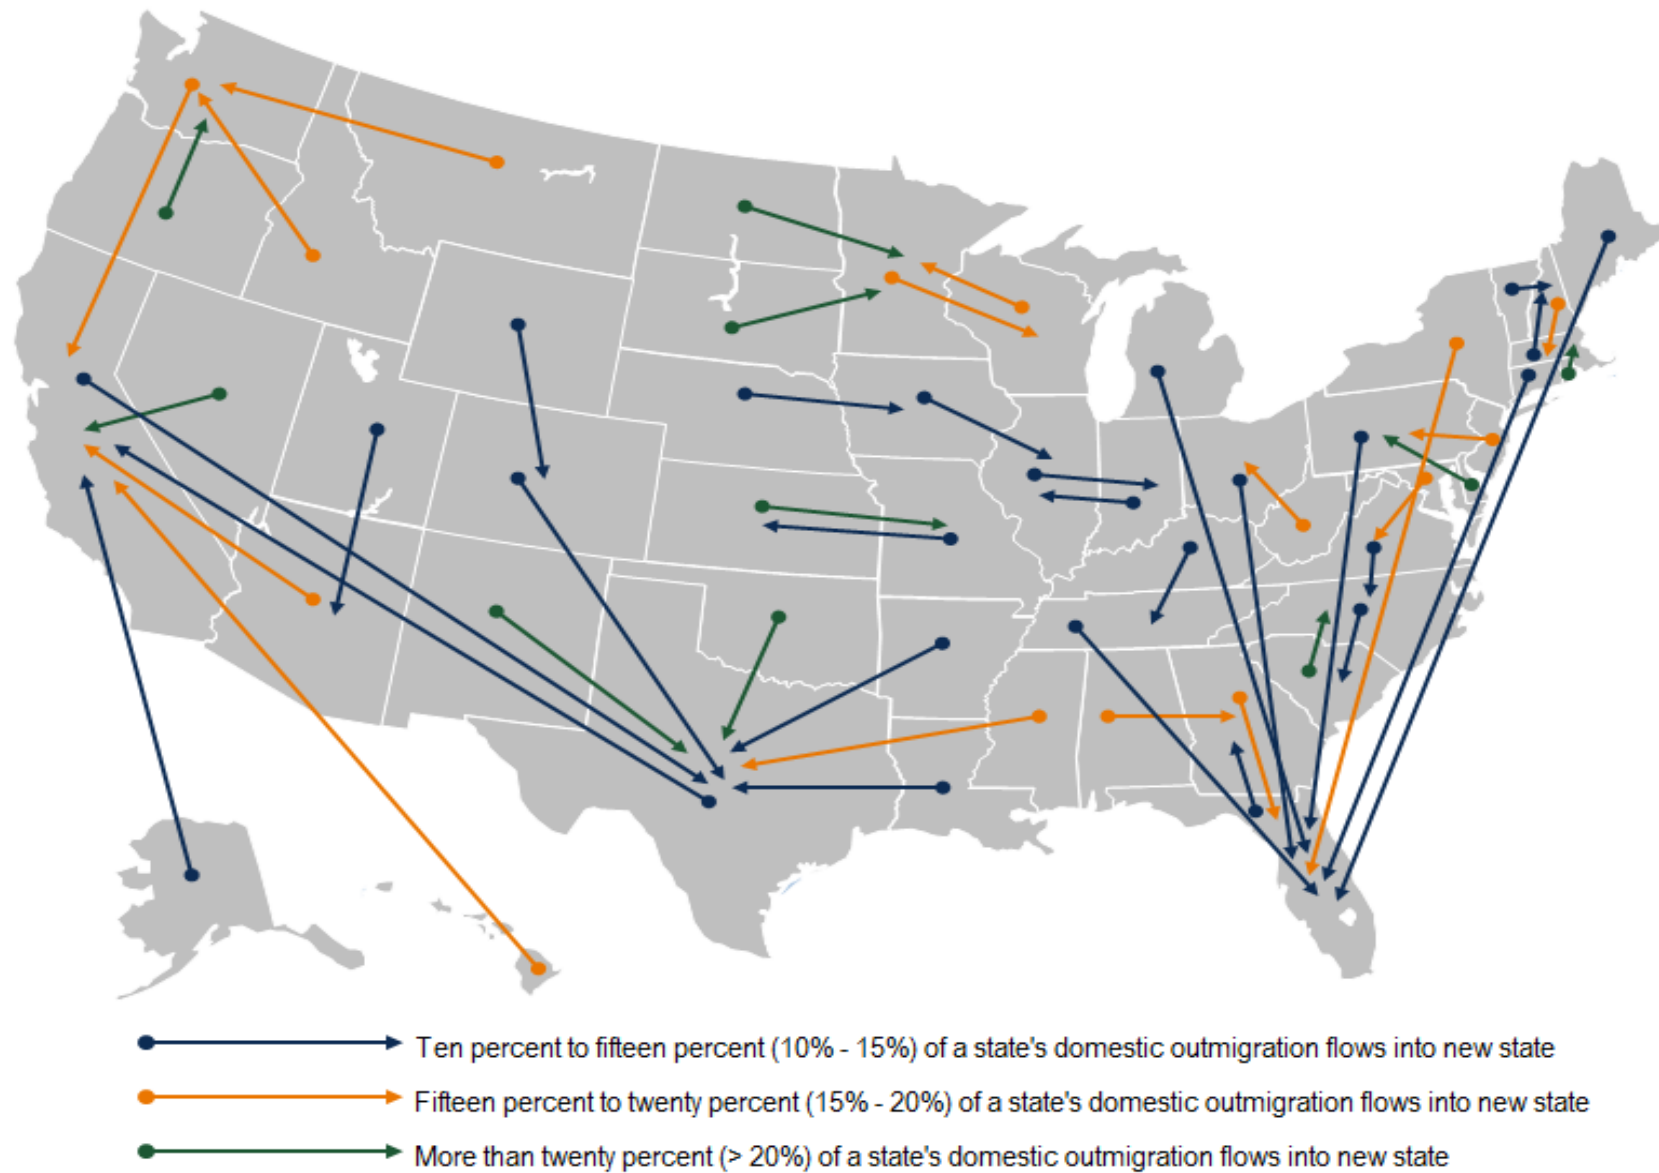 Ten percent to fifteen percent (10% - 15%) of a state's domestic outmigration flows into new state
Fifteen percent to twenty percent (15% - 20%) of a state's domestic outmigration flows into new state
More than twenty percent (> 20%) of a state's domestic outmigration flows into new state